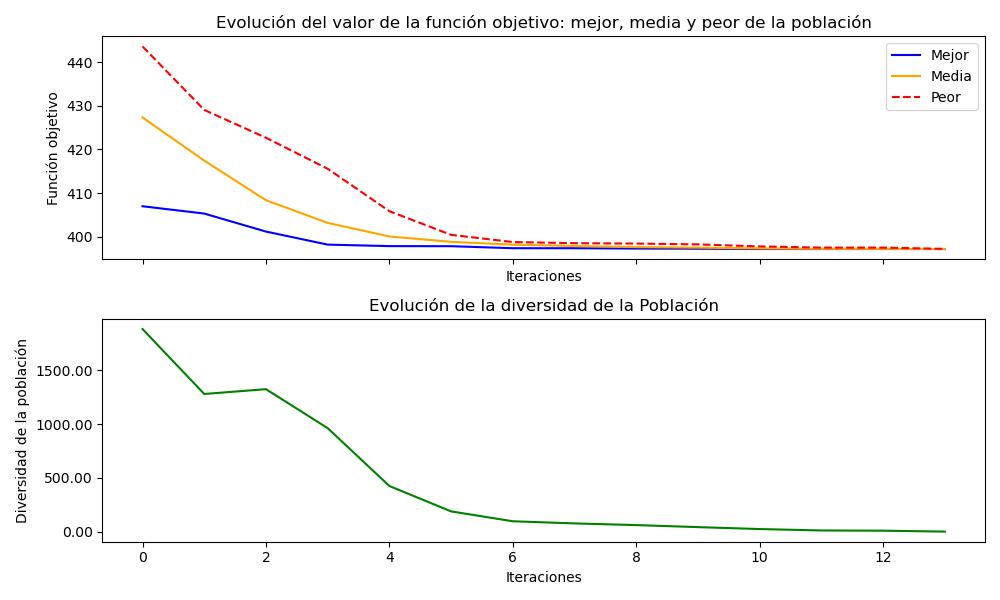 Evolución del valor de la función objetivo: mejor, media y peor de la población
Función objetivo
440
430
420
410
400
Mejor
Media
Peor
Iteraciones
Evolución de la diversidad de la Población
Diversidad de la población
1500.00
1000.00
500.00
0.00
0 2 4 6 8 10 12
Iteraciones